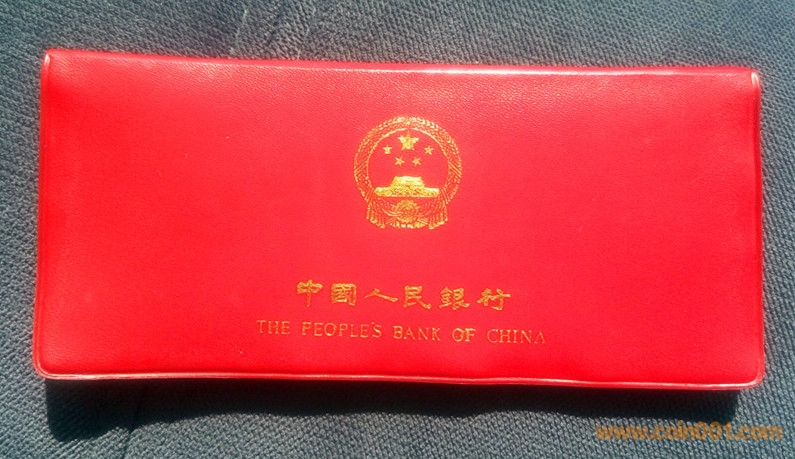 中國人民銀行
THE PEOPLE'S BANK OF CHINA
www.coin001.com